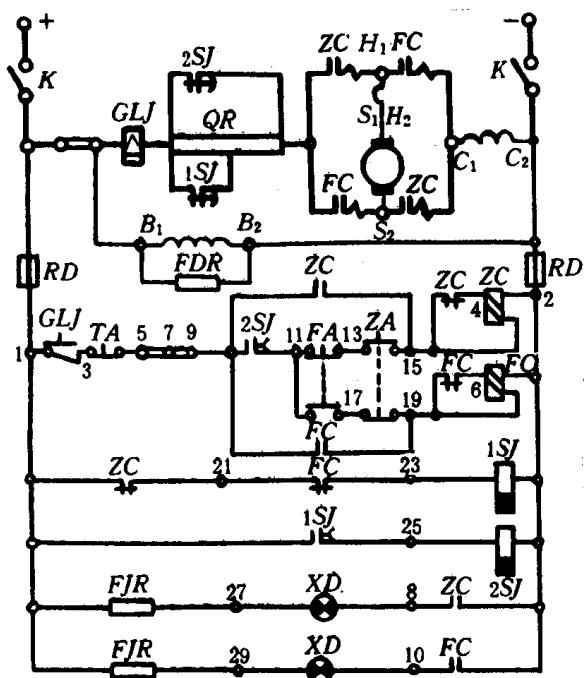 + −
K 2SJ ZC H₁ FC K
GLJ QR S₁ H₂
1SJ C₁ C₂
FC ZC
B₁ B₂ S₂
RD FDR RD
ZC ZC ZC
4 2
GLJ TA 5 7 9 2SJ 11 FA 13 ZA 15
1 3 FC FC
6
17 19
FC
ZC 21 FC 23 1SJ
1SJ 25
2SJ
FJR 27 XD 8 ZC
FJR 29 XD 10 FC